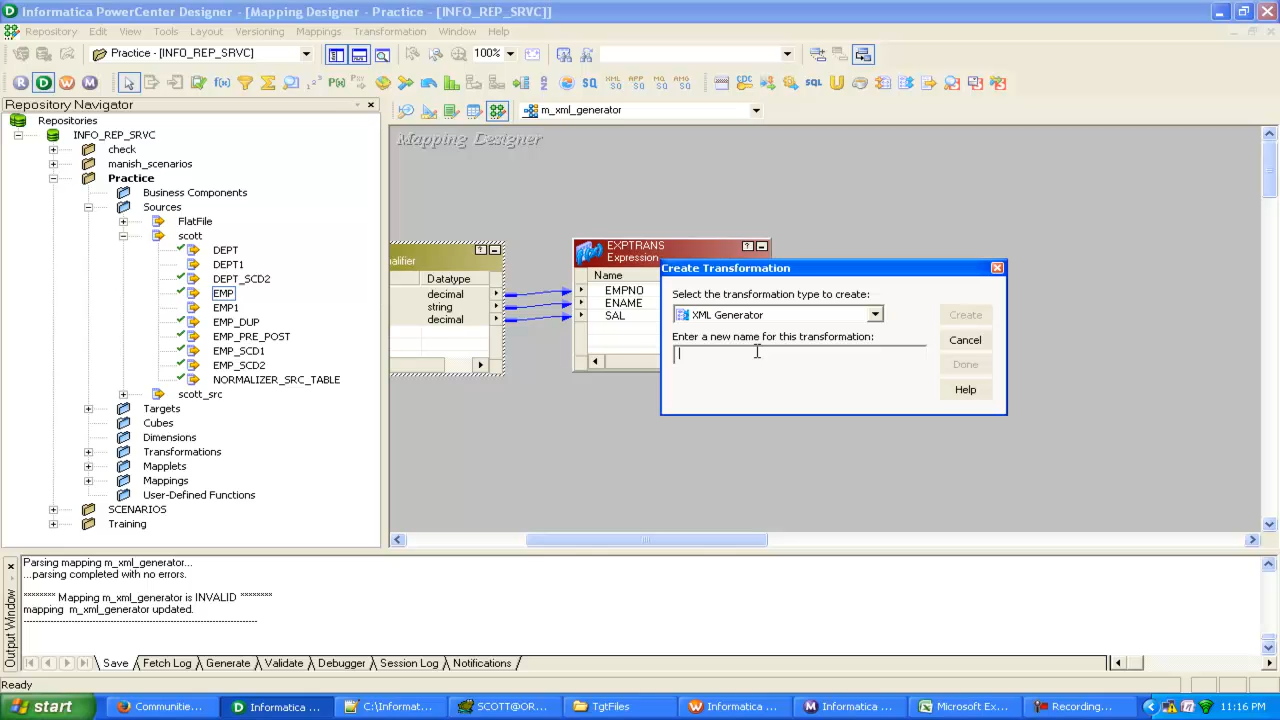 Informatica PowerCenter Designer - [Mapping Designer - Practice - [INFO_REP_SRVC]]
Repository Edit View Tools Layout Versioning Mappings Transformation Window Help
Practice - [INFO_REP_SRVC]
100%
Repository Navigator
m_xml_generator
Repositories
INFO_REP_SRVC
check
manish_scenarios
Practice
Business Components
Sources
FlatFile
scott
DEPT
DEPT1
DEPT_SCD2
EMP
EMP1
EMP_DUP
EMP_PRE_POST
EMP_SCD1
EMP_SCD2
NORMALIZER_SRC_TABLE
scott_src
Targets
Cubes
Dimensions
Transformations
Mapplets
Mappings
User-Defined Functions
SCENARIOS
Training
Mapping Designer
alifier
Datatype
decimal
string
decimal
EXPTRANS
Expression
Name
EMPNO
ENAME
SAL
Create Transformation
Select the transformation type to create:
XML Generator
Enter a new name for this transformation:
Create
Cancel
Done
Help
Parsing mapping m_xml_generator...
...parsing completed with no errors.
******** Mapping m_xml_generator is INVALID ********
mapping m_xml_generator updated.
Output Window
Save Fetch Log Generate Validate Debugger Session Log Notifications
Ready
start Communitie... Informatica ... C:\Informat... SCOTT@OR... TgtFiles Informatica ... Informatica ... Microsoft Ex... Recording... 11:16 PM